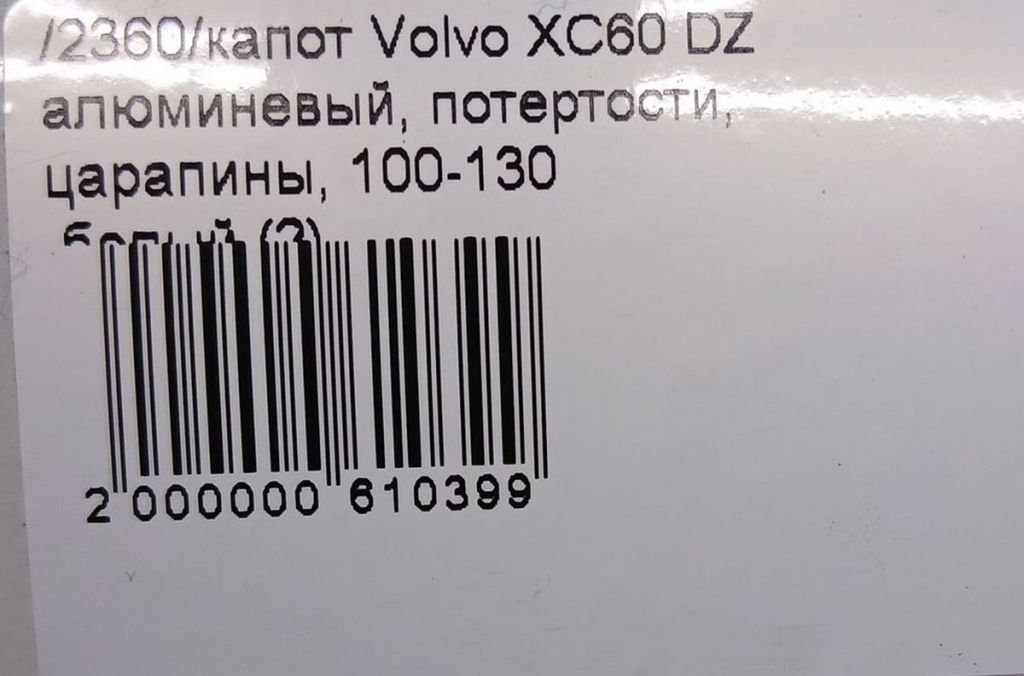 /2360/капот Volvo XC60 DZ
алюминевый, потертости,
царапины, 100-130
2 000000 610399